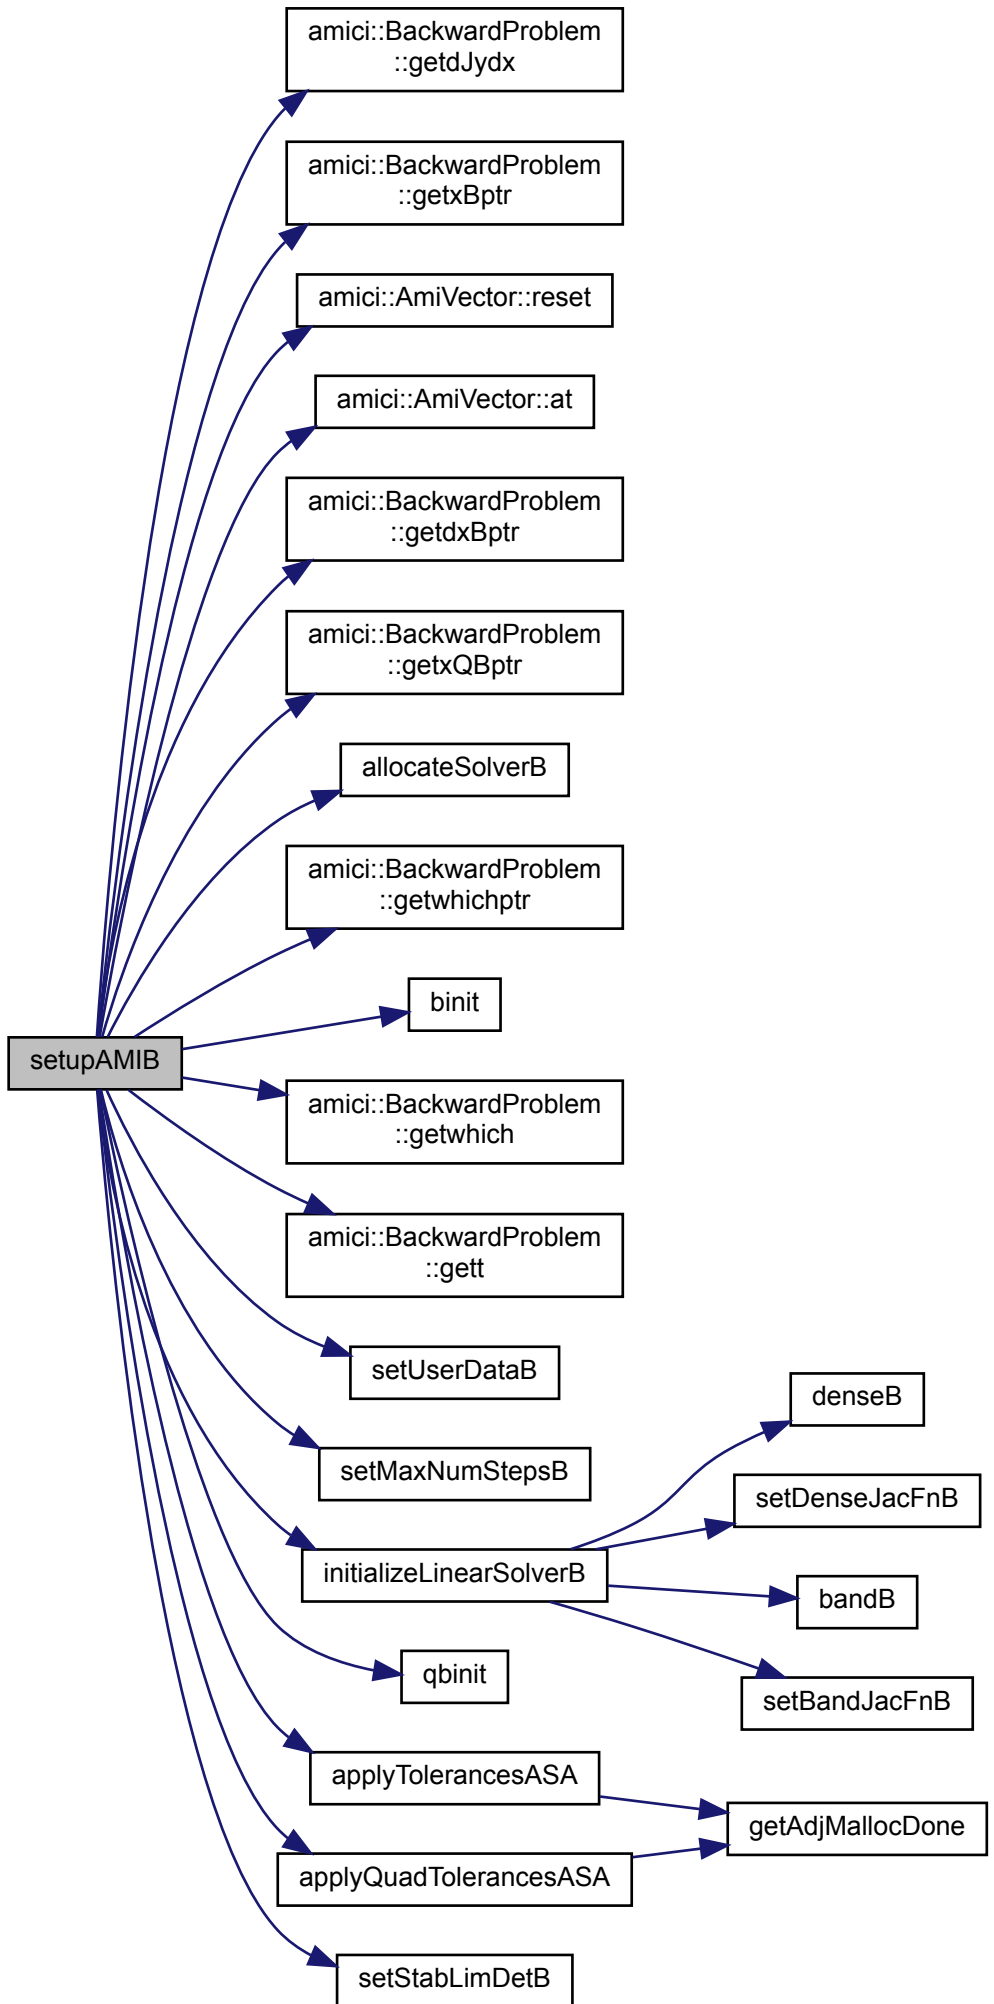 amici::BackwardProblem
::getdJydx
amici::BackwardProblem
::getxBptr
amici::AmiVector::reset
amici::AmiVector::at
amici::BackwardProblem
::getdxBptr
amici::BackwardProblem
::getxQBptr
allocateSolverB
amici::BackwardProblem
::getwhichptr
binit
setupAMIB
amici::BackwardProblem
::getwhich
amici::BackwardProblem
::gett
setUserDataB
denseB
setMaxNumStepsB
setDenseJacFnB
initializeLinearSolverB
bandB
qbinit
setBandJacFnB
applyTolerancesASA
getAdjMallocDone
applyQuadTolerancesASA
setStabLimDetB